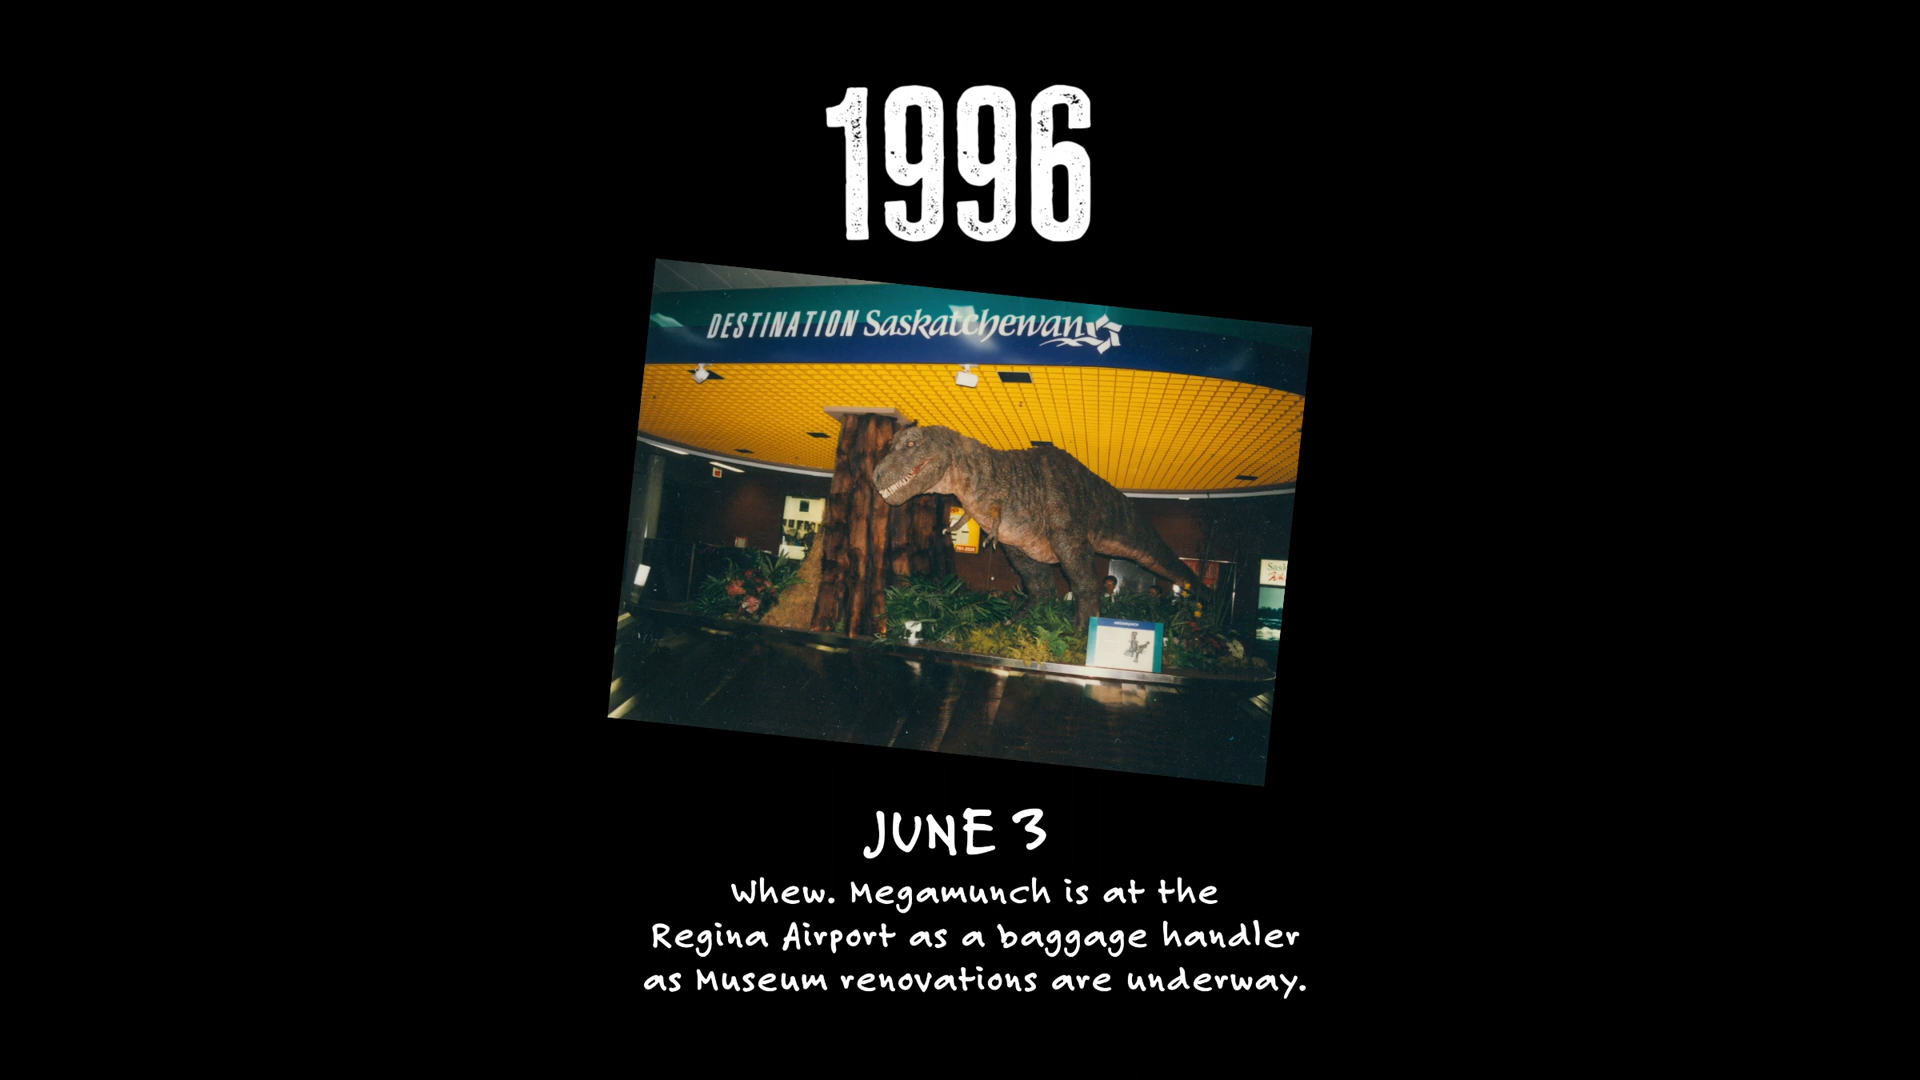 1996
DESTINATION Saskatchewan
MEGAMUNCH
JUNE 3
Whew. Megamunch is at the
Regina Airport as a baggage handler
as Museum renovations are underway.